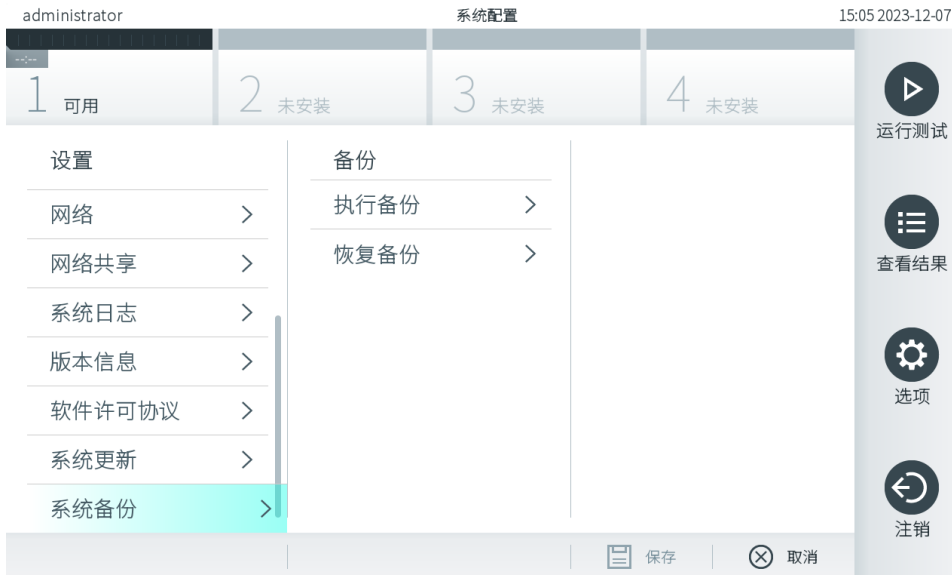 administrator 系统配置 15:05 2023-12-07
--:--
1 可用 2 未安装 3 未安装 4 未安装
运行测试
设置
网络
网络共享
系统日志
版本信息
软件许可协议
系统更新
系统备份
备份
执行备份
恢复备份
查看结果
选项
注销
保存 取消